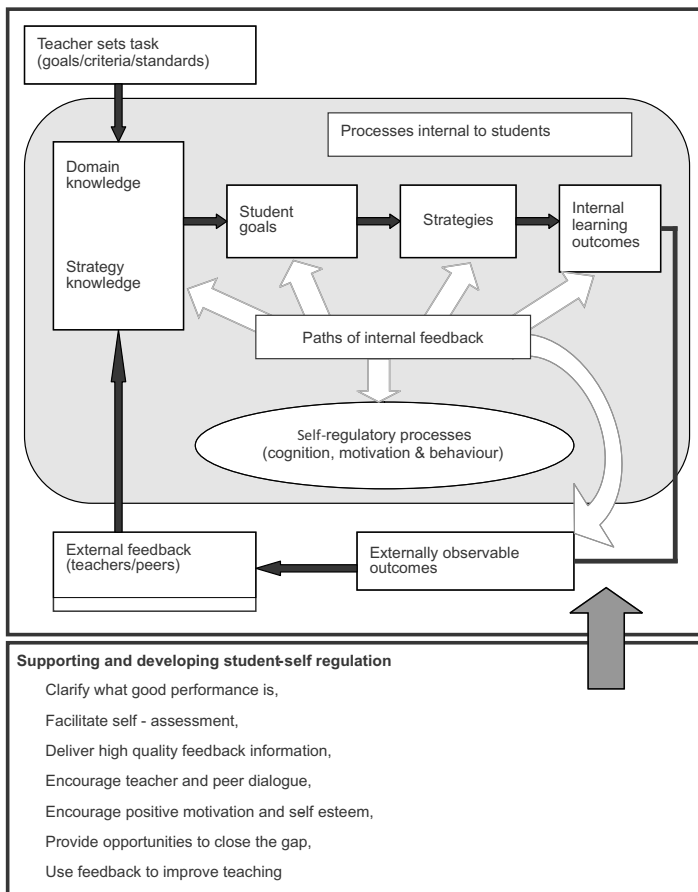 Teacher sets task
(goals/criteria/standards)
Processes internal to students
Domain
knowledge
Strategy
knowledge
Student
goals
Strategies
Internal
learning
outcomes
Paths of internal feedback
Self-regulatory processes
(cognition, motivation & behaviour)
External feedback
(teachers/peers)
Externally observable
outcomes
Supporting and developing student-self regulation
Clarify what good performance is,
Facilitate self - assessment,
Deliver high quality feedback information,
Encourage teacher and peer dialogue,
Encourage positive motivation and self esteem,
Provide opportunities to close the gap,
Use feedback to improve teaching